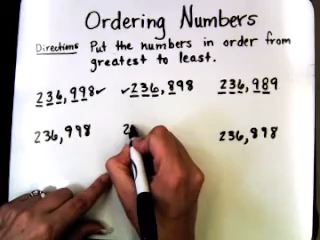 Ordering Numbers
Directions Put the numbers in order from
greatest to least.
236,998✓ ✓236,898 236,989
236,998 2 236,898